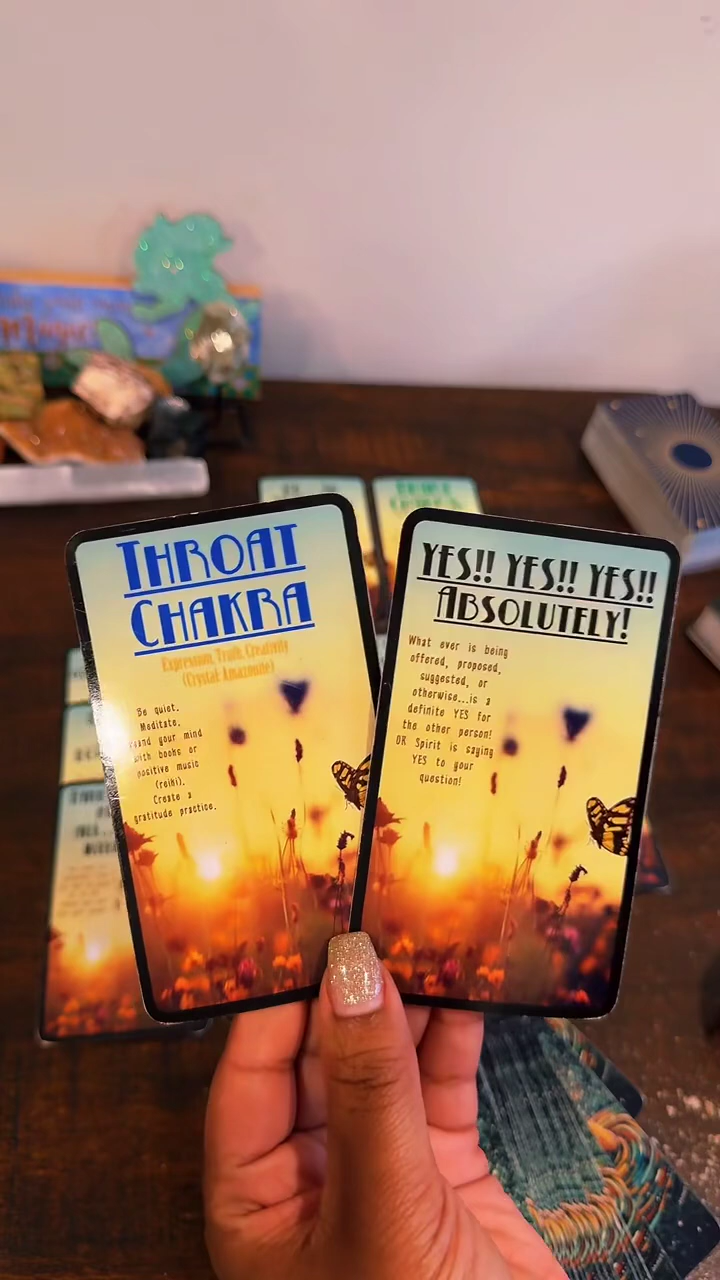 Magic
THROAT
CHAKRA
Expression, Truth, Creativity
(Crystal: Amazonite)
Be quiet.
Meditate.
your mind
with books or
positive music
(reiki).
Create a
gratitude practice.
YES!! YES!! YES!!
ABSOLUTELY!
What ever is being
offered, proposed,
suggested, or
otherwise...is a
definite YES for
the other person!
OR Spirit is saying
YES to your
question!